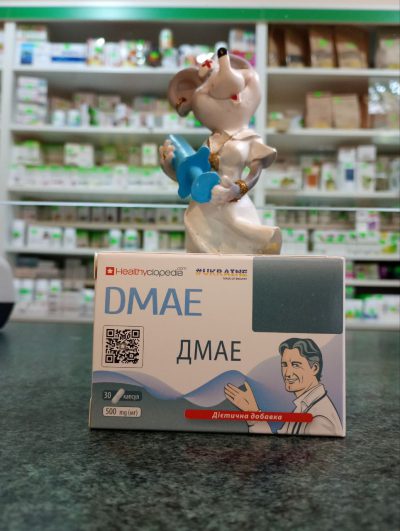 Healthyclopedia
#UKRAINE
DMAE
ДМАЕ
30 капсул
500 mg (мг)
Дієтична добавка